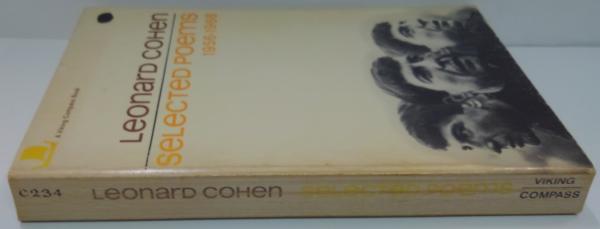 Leonard Cohen
Selected Poems
1956-1968
A Viking Compass Book
C234
Leonard Cohen
Selected Poems
VIKING
COMPASS